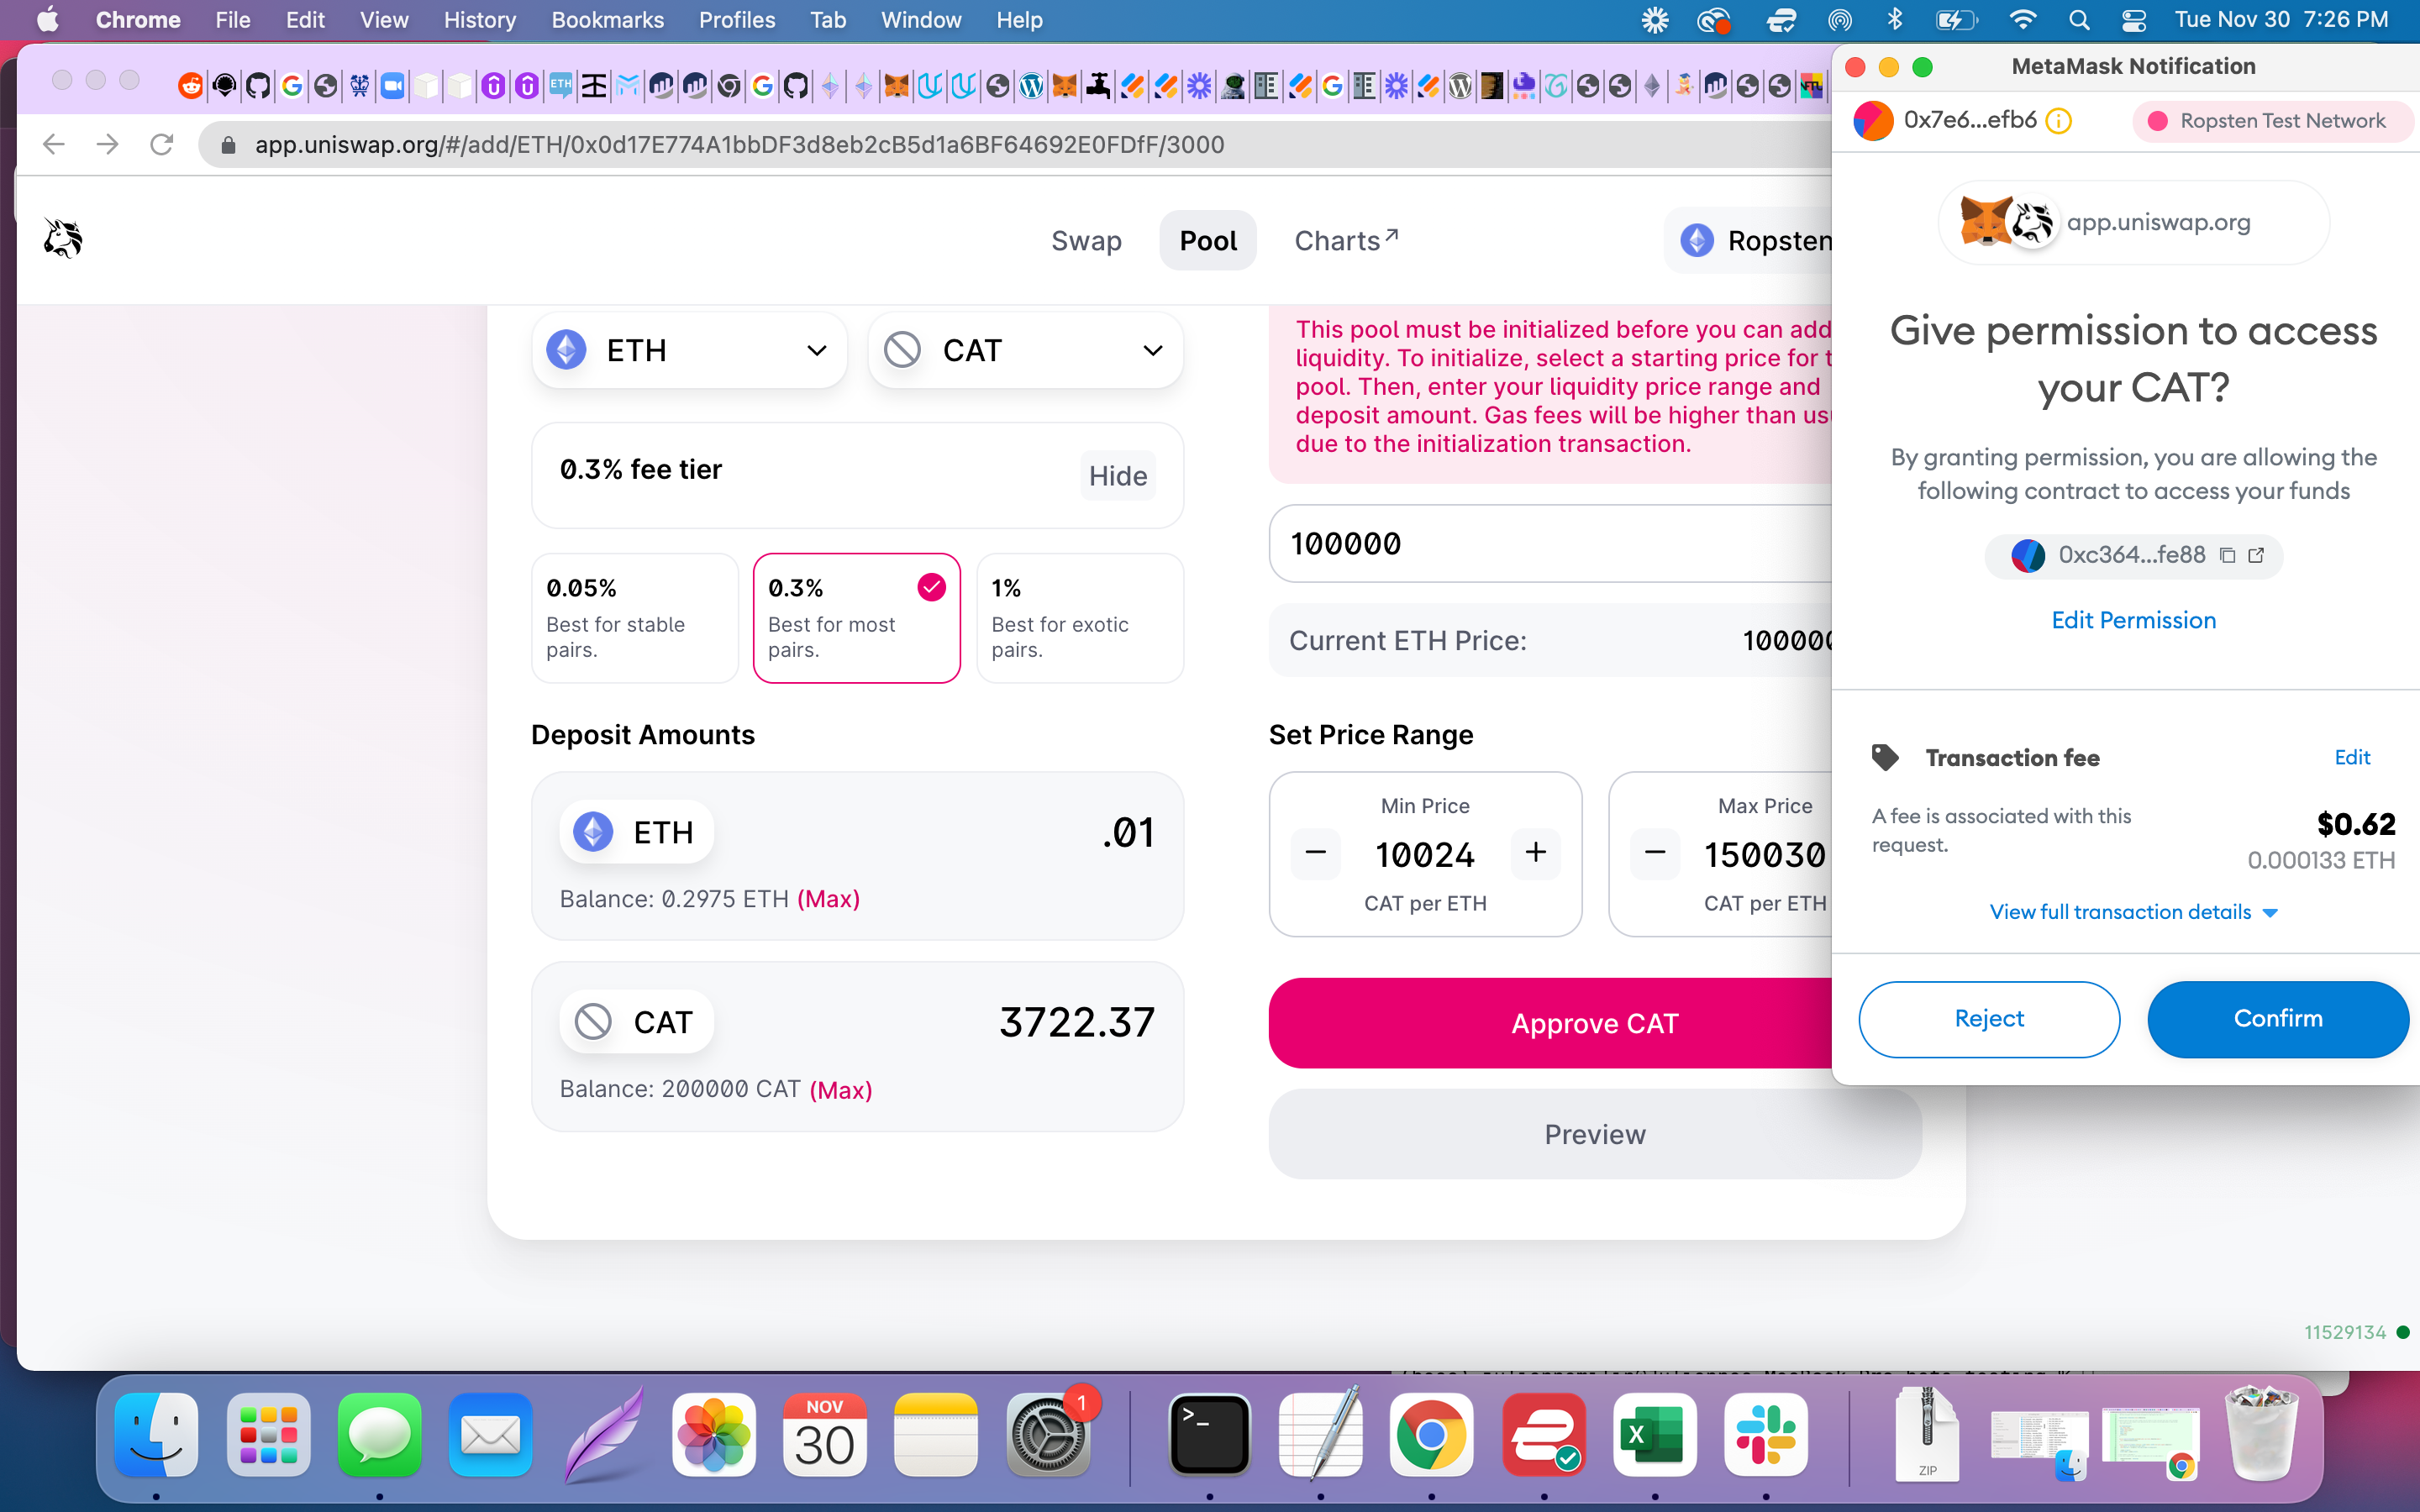 Chrome File Edit View History Bookmarks Profiles Tab Window Help Tue Nov 30 7:26 PM
app.uniswap.org/#/add/ETH/0x0d17E774A1bbDF3d8eb2cB5d1a6BF64692E0FDfF/3000
Swap Pool Charts↗ Ropsten
ETH CAT
0.3% fee tier Hide
0.05%
Best for stable
pairs.
0.3%
Best for most
pairs.
1%
Best for exotic
pairs.
Deposit Amounts
ETH .01
Balance: 0.2975 ETH (Max)
CAT 3722.37
Balance: 200000 CAT (Max)
This pool must be initialized before you can add
liquidity. To initialize, select a starting price for t
pool. Then, enter your liquidity price range and
deposit amount. Gas fees will be higher than us
due to the initialization transaction.
100000
Current ETH Price: 100000
Set Price Range
Min Price
− 10024 +
CAT per ETH
Max Price
− 150030
CAT per ETH
Approve CAT
Preview
11529134
MetaMask Notification
0x7e6...efb6 Ropsten Test Network
app.uniswap.org
Give permission to access
your CAT?
By granting permission, you are allowing the
following contract to access your funds
0xc364...fe88
Edit Permission
Transaction fee Edit
A fee is associated with this
request.
$0.62
0.000133 ETH
View full transaction details
Reject Confirm
NOV
30
1
ZIP